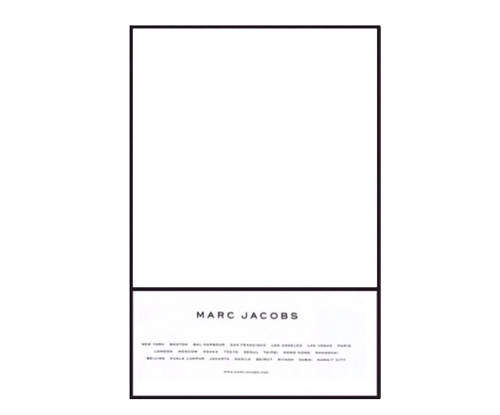 MARC JACOBS
NEW YORK BOSTON BAL HARBOUR SAN FRANCISCO LOS ANGELES LAS VEGAS PARIS
LONDON MOSCOW OSAKA TOKYO SEOUL TAIPEI HONG KONG SHANGHAI
BEIJING KUALA LUMPUR JAKARTA MANILA BEIRUT RIYADH DUBAI KUWAIT CITY
WWW.MARCJACOBS.COM